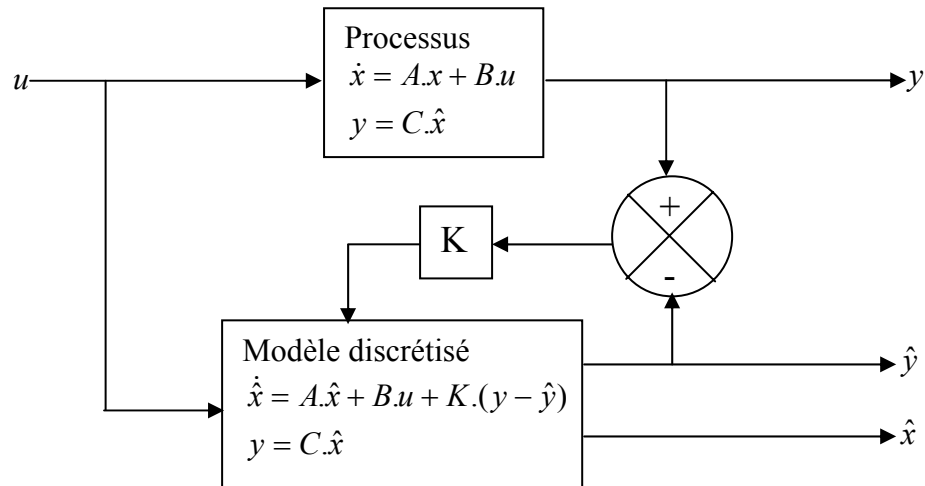 Processus
ẋ = A.x + B.u
y = C.x̂
u
y
+
K
-
Modèle discrétisé
x̂̇ = A.x̂ + B.u + K.(y − ŷ)
y = C.x̂
ŷ
x̂